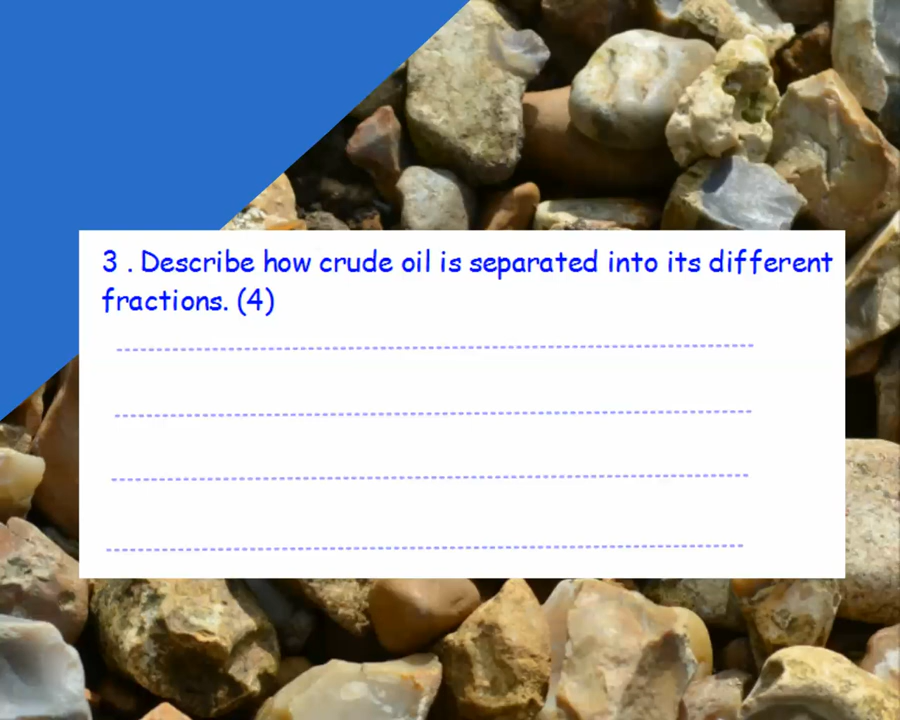 3 . Describe how crude oil is separated into its different
fractions. (4)